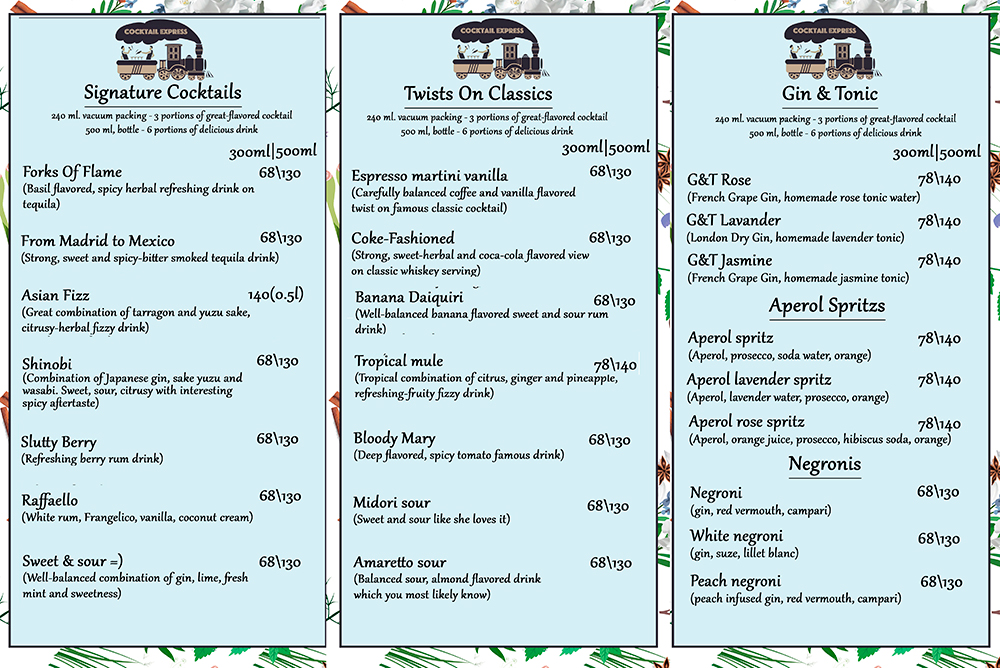 COCKTAIL EXPRESS
Signature Cocktails
240 ml. vacuum packing - 3 portions of great-flavored cocktail
500 ml, bottle - 6 portions of delicious drink
300ml|500ml
Forks Of Flame 68\130
(Basil flavored, spicy herbal refreshing drink on
tequila)
From Madrid to Mexico 68\130
(Strong, sweet and spicy-bitter smoked tequila drink)
Asian Fizz 140(0.5l)
(Great combination of tarragon and yuzu sake,
citrusy-herbal fizzy drink)
Shinobi 68\130
(Combination of Japanese gin, sake yuzu and
wasabi. Sweet, sour, citrusy with interesting
spicy aftertaste)
Slutty Berry 68\130
(Refreshing berry rum drink)
Raffaello 68\130
(White rum, Frangelico, vanilla, coconut cream)
Sweet & sour =) 68\130
(Well-balanced combination of gin, lime, fresh
mint and sweetness)
COCKTAIL EXPRESS
Twists On Classics
240 ml. vacuum packing - 3 portions of great-flavored cocktail
500 ml, bottle - 6 portions of delicious drink
300ml|500ml
Espresso martini vanilla 68\130
(Carefully balanced coffee and vanilla flavored
twist on famous classic cocktail)
Coke-Fashioned 68\130
(Strong, sweet-herbal and coca-cola flavored view
on classic whiskey serving)
Banana Daiquiri 68\130
(Well-balanced banana flavored sweet and sour rum
drink)
Tropical mule 78\140
(Tropical combination of citrus, ginger and pineapple,
refreshing-fruity fizzy drink)
Bloody Mary 68\130
(Deep flavored, spicy tomato famous drink)
Midori sour 68\130
(Sweet and sour like she loves it)
Amaretto sour 68\130
(Balanced sour, almond flavored drink
which you most likely know)
COCKTAIL EXPRESS
Gin & Tonic
240 ml. vacuum packing - 3 portions of great-flavored cocktail
500 ml, bottle - 6 portions of delicious drink
300ml|500ml
G&T Rose 78\140
(French Grape Gin, homemade rose tonic water)
G&T Lavander 78\140
(London Dry Gin, homemade lavender tonic)
G&T Jasmine 78\140
(French Grape Gin, homemade jasmine tonic)
Aperol Spritzs
Aperol spritz 78\140
(Aperol, prosecco, soda water, orange)
Aperol lavender spritz 78\140
(Aperol, lavender water, prosecco, orange)
Aperol rose spritz 78\140
(Aperol, orange juice, prosecco, hibiscus soda, orange)
Negronis
Negroni 68\130
(gin, red vermouth, campari)
White negroni 68\130
(gin, suze, lillet blanc)
Peach negroni 68\130
(peach infused gin, red vermouth, campari)